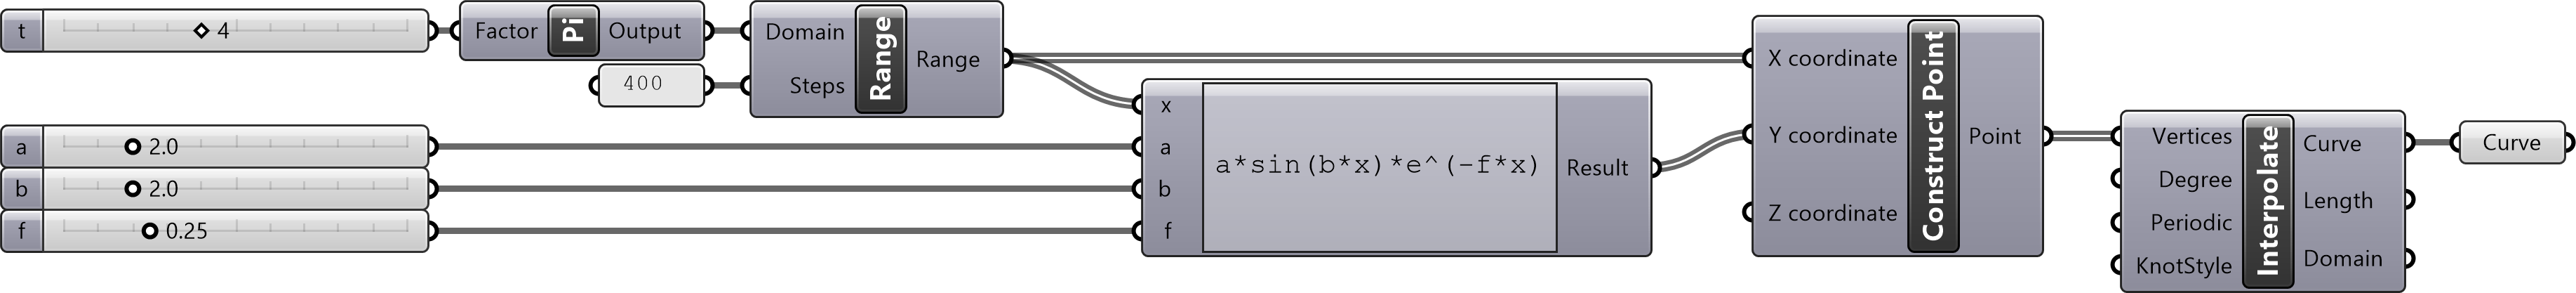 t
4
Factor
Pi
Output
400
Domain
Steps
Range
Range
a
2.0
b
2.0
f
0.25
x
a
b
f
a*sin(b*x)*e^(-f*x)
Result
X coordinate
Y coordinate
Z coordinate
Construct Point
Point
Vertices
Degree
Periodic
KnotStyle
Interpolate
Curve
Length
Domain
Curve